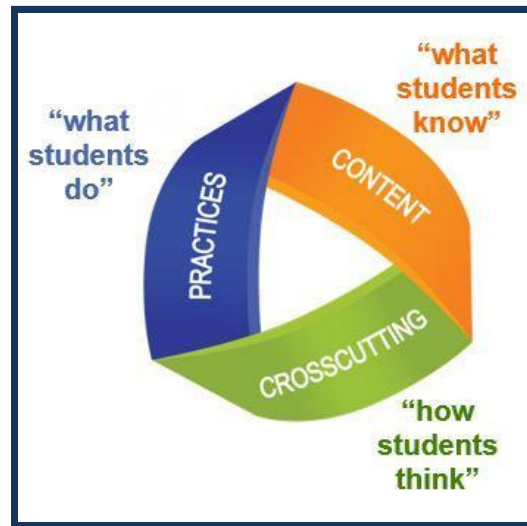 “what
students
do”
PRACTICES
“what
students
know”
CONTENT
CROSSCUTTING
“how
students
think”